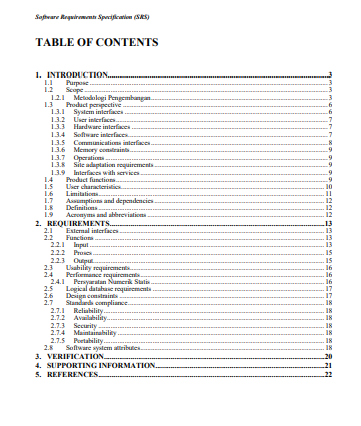 Software Requirements Specification (SRS)
TABLE OF CONTENTS
1. INTRODUCTION 3
1.1 Purpose 3
1.2 Scope 3
1.2.1 Metodologi Pengembangan 3
1.3 Product perspective 6
1.3.1 System interfaces 6
1.3.2 User interfaces 7
1.3.3 Hardware interfaces 7
1.3.4 Software interfaces 7
1.3.5 Communications interfaces 8
1.3.6 Memory constraints 9
1.3.7 Operations 9
1.3.8 Site adaptation requirements 9
1.3.9 Interfaces with services 9
1.4 Product functions 9
1.5 User characteristics 10
1.6 Limitations 11
1.7 Assumptions and dependencies 12
1.8 Definitions 12
1.9 Acronyms and abbreviations 12
2. REQUIREMENTS 13
2.1 External interfaces 13
2.2 Functions 13
2.2.1 Input 13
2.2.2 Proses 15
2.2.3 Output 15
2.3 Usability requirements 16
2.4 Performance requirements 16
2.4.1 Persyaratan Numerik Statis 16
2.5 Logical database requirements 17
2.6 Design constraints 17
2.7 Standards compliance 18
2.7.1 Reliability 18
2.7.2 Availability 18
2.7.3 Security 18
2.7.4 Maintainability 18
2.7.5 Portability 18
2.8 Software system attributes 18
3. VERIFICATION 20
4. SUPPORTING INFORMATION 21
5. REFERENCES 22